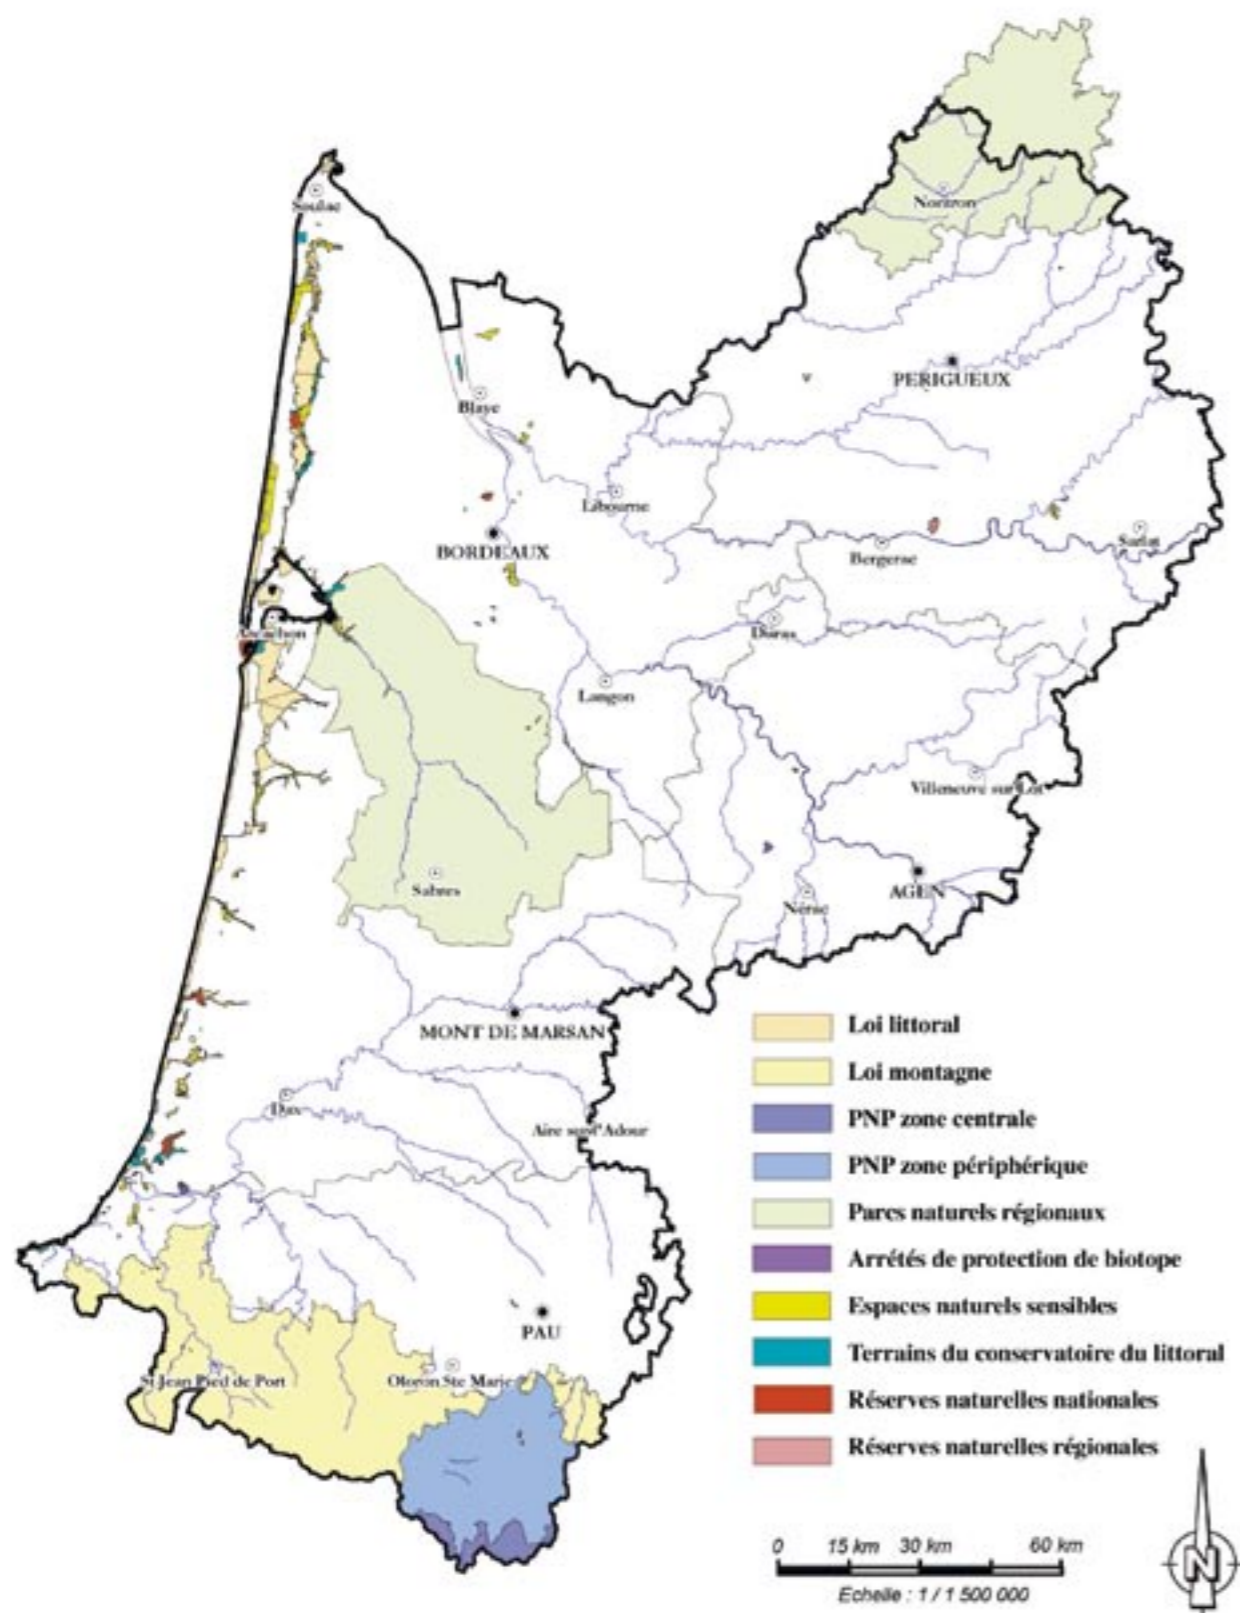 Soulac
Nontron
PERIGUEUX
Blaye
Libourne
BORDEAUX
Bergerac
Sarlat
Arcachon
Duras
Langon
Villeneuve sur Lot
Sabres
AGEN
Nérac
MONT DE MARSAN
Dax
Aire sur l'Adour
PAU
St Jean Pied de Port
Oloron Ste Marie
Loi littoral
Loi montagne
PNP zone centrale
PNP zone périphérique
Parcs naturels régionaux
Arrétés de protection de biotope
Espaces naturels sensibles
Terrains du conservatoire du littoral
Réserves naturelles nationales
Réserves naturelles régionales
0 15 km 30 km 60 km
Echelle : 1 / 1 500 000
N